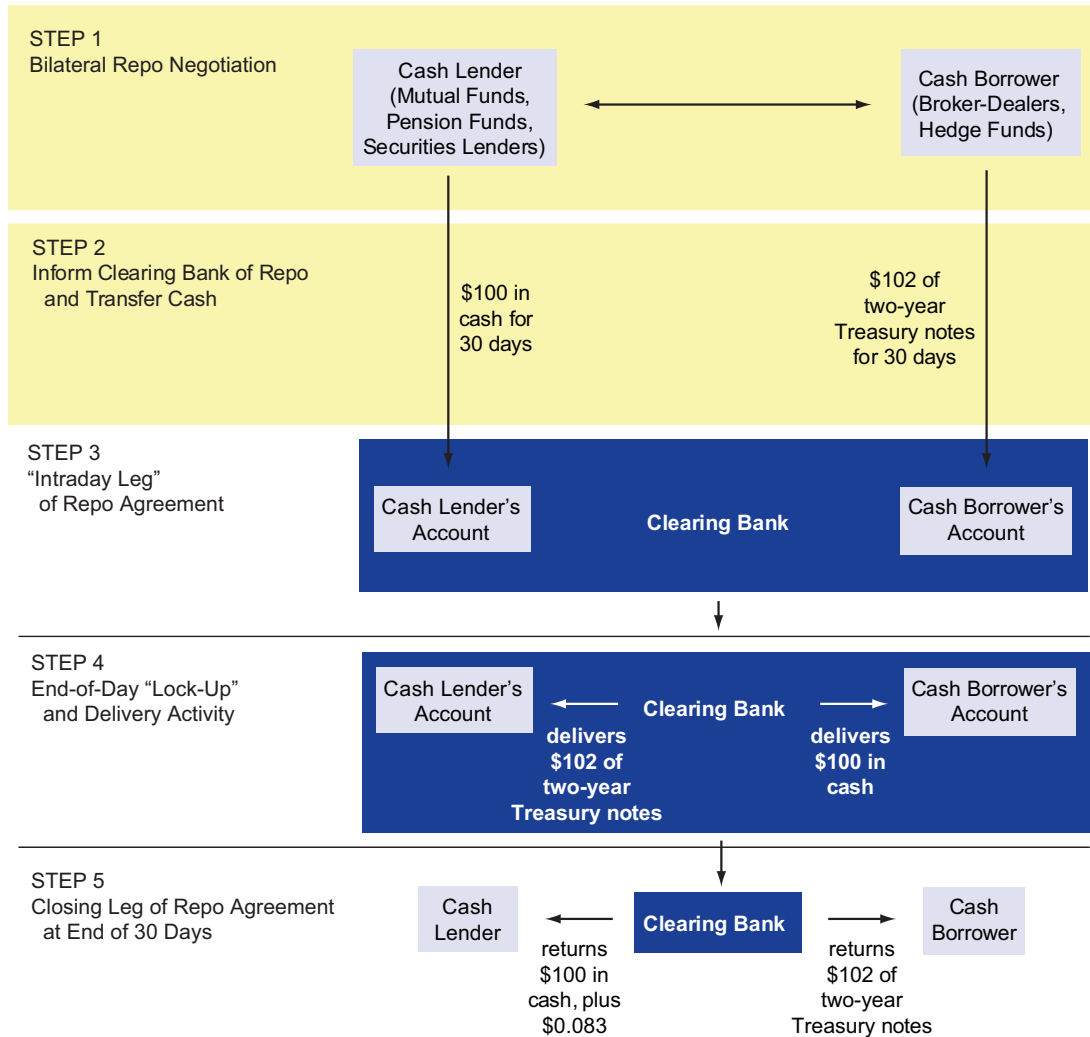 STEP 1
Bilateral Repo Negotiation
Cash Lender
(Mutual Funds,
Pension Funds,
Securities Lenders)
Cash Borrower
(Broker-Dealers,
Hedge Funds)
STEP 2
Inform Clearing Bank of Repo
and Transfer Cash
$100 in
cash for
30 days
$102 of
two-year
Treasury notes
for 30 days
STEP 3
“Intraday Leg”
of Repo Agreement
Cash Lender’s
Account
Clearing Bank
Cash Borrower’s
Account
STEP 4
End-of-Day “Lock-Up”
and Delivery Activity
Cash Lender’s
Account
Clearing Bank
Cash Borrower’s
Account
delivers
$102 of
two-year
Treasury notes
delivers
$100 in
cash
STEP 5
Closing Leg of Repo Agreement
at End of 30 Days
Cash
Lender
Clearing Bank
Cash
Borrower
returns
$100 in
cash, plus
$0.083
returns
$102 of
two-year
Treasury notes